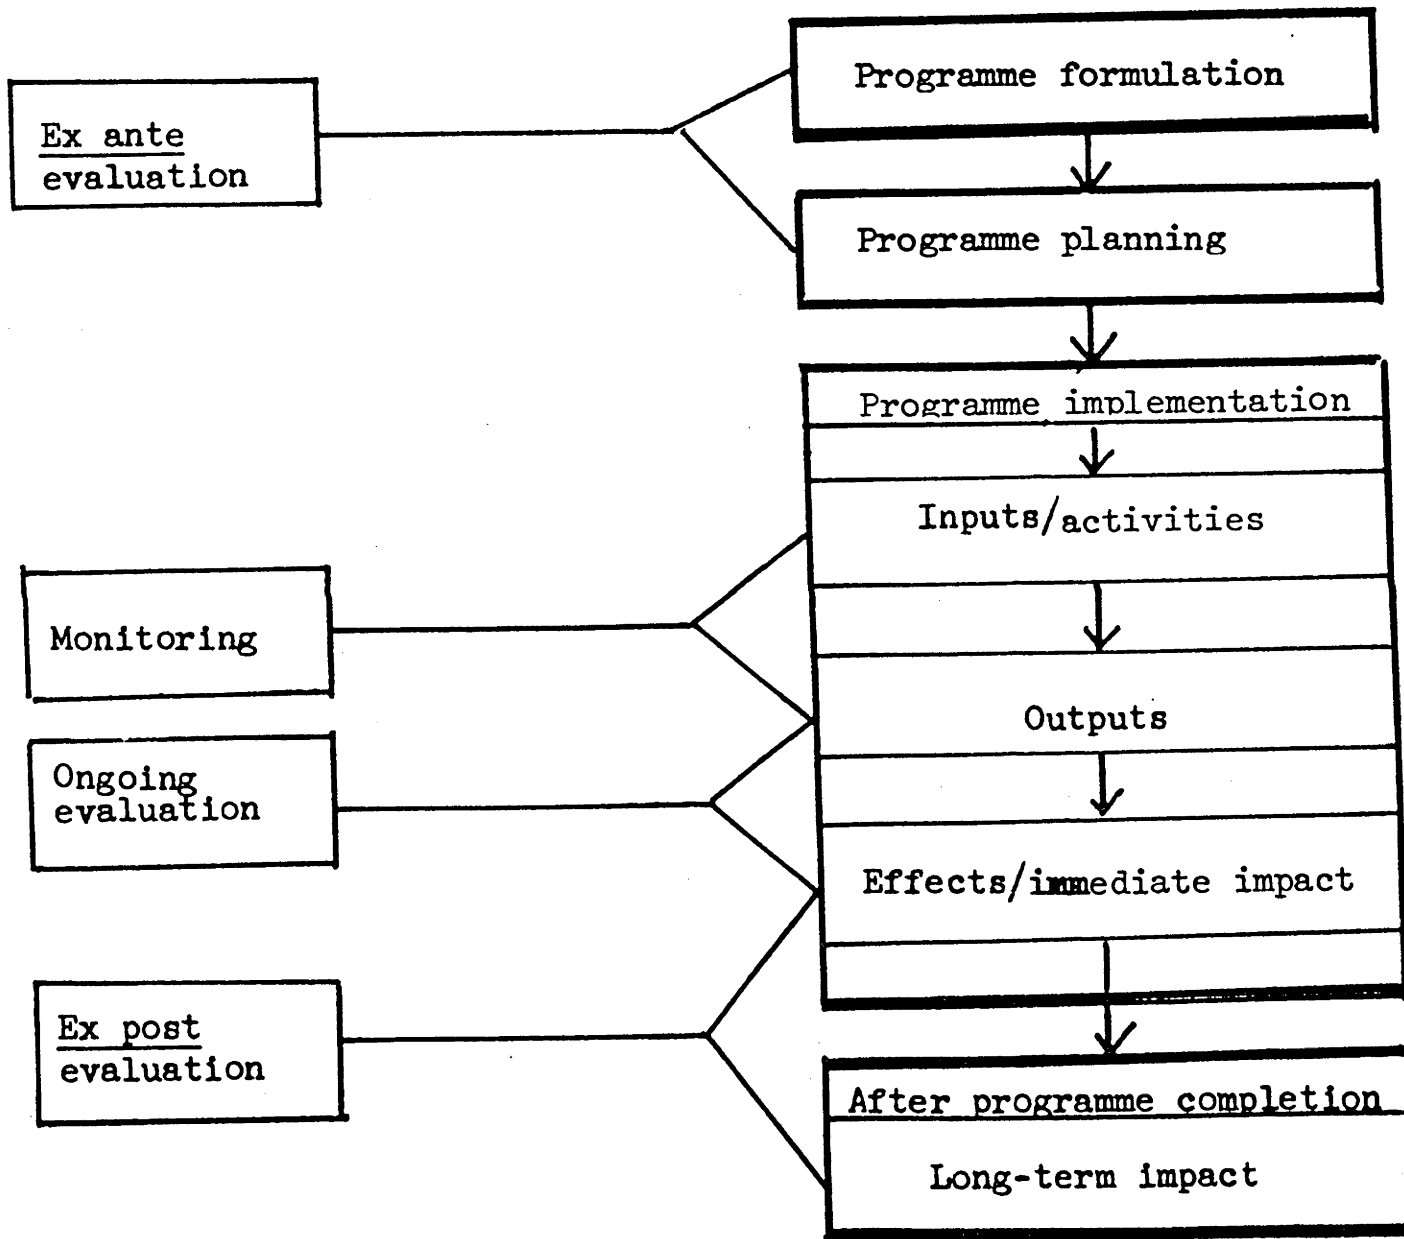 Programme formulation
Ex ante
evaluation
Programme planning
Programme implementation
Inputs/activities
Monitoring
Outputs
Ongoing
evaluation
Effects/immediate impact
Ex post
evaluation
After programme completion
Long-term impact